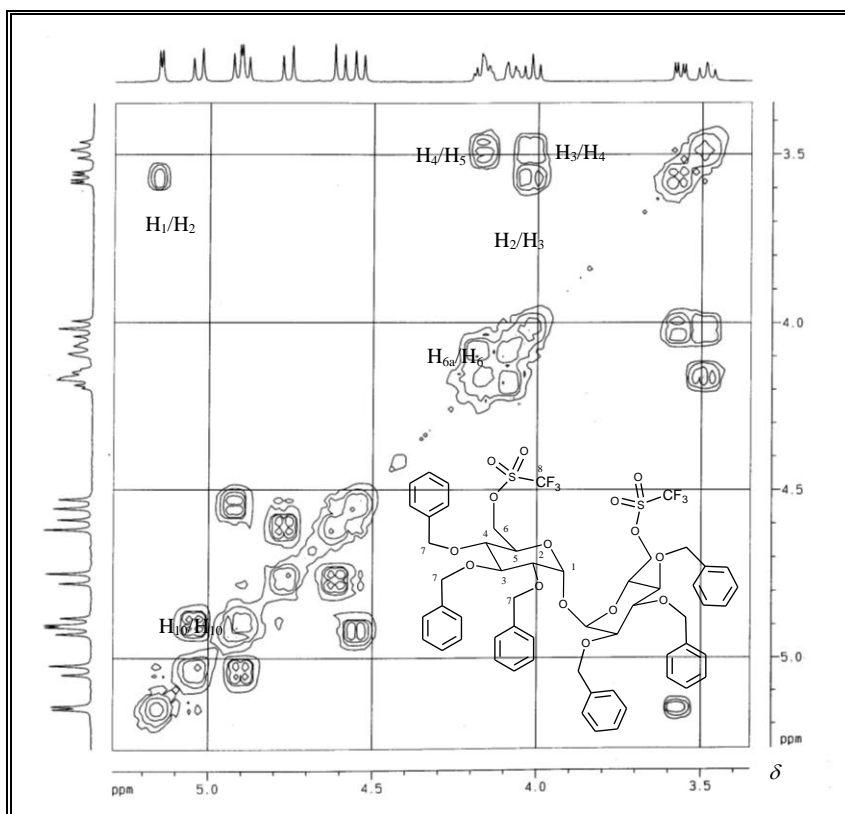 H₄/H₅
H₃/H₄
3.5
H₁/H₂
H₂/H₃
4.0
H₆ₐ/H₆
4.5
8
O O
S CF₃
O
O O
S CF₃
O
6
7 O 4 O
5 2 1
7 O 3 O
7 O
O O
O
O
O
H₁₀/H₁₀
5.0
ppm
ppm 5.0 4.5 4.0 3.5
δ